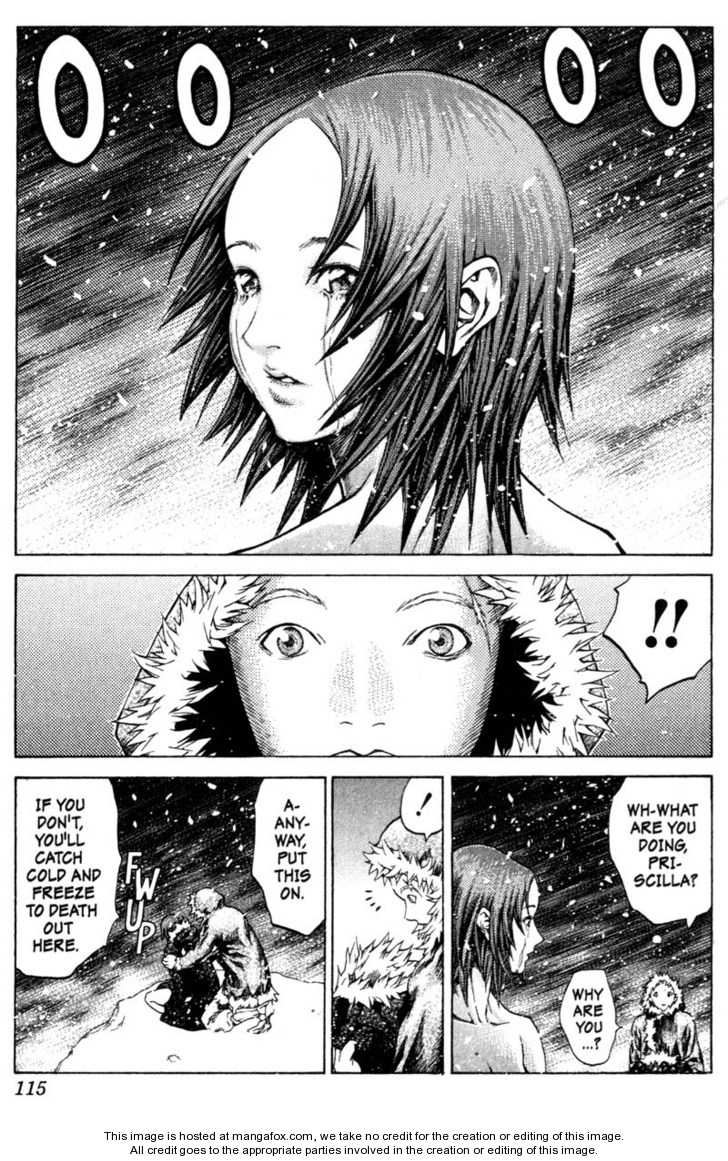 OO OO
!!
WH-WHAT
ARE YOU
DOING,
PRI-
SCILLA?
WHY
ARE
YOU
...?
!
A-
ANY-
WAY,
PUT
THIS
ON.
FWUP
IF YOU
DON'T,
YOU'LL
CATCH
COLD AND
FREEZE
TO DEATH
OUT
HERE.
115
This image is hosted at mangafox.com, we take no credit for the creation or editing of this image.
All credit goes to the appropriate parties involved in the creation or editing of this image.